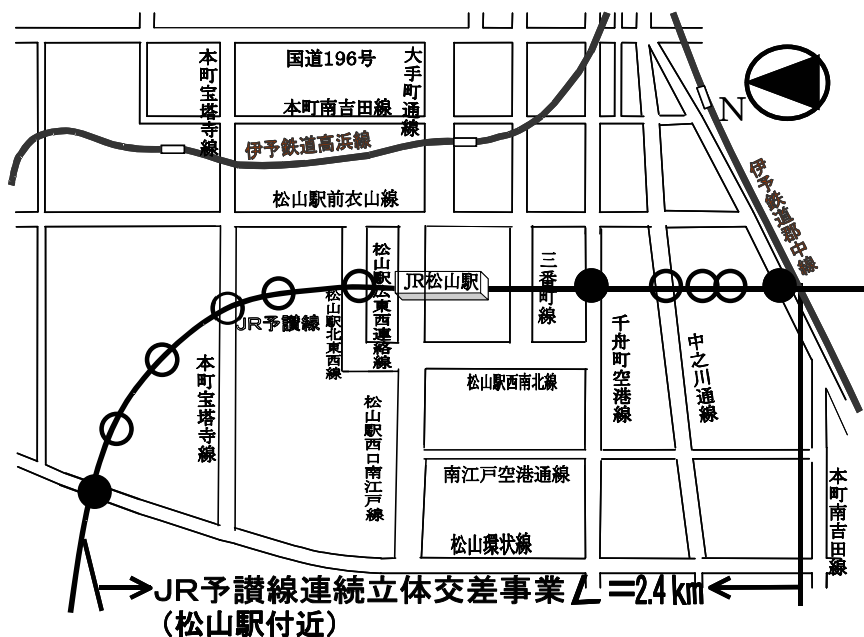 国道196号
本町宝塔寺線
大手町通線
本町南吉田線
伊予鉄道高浜線
N
伊予鉄道郡中線
松山駅前衣山線
松山駅広東西連絡線
JR松山駅
三番町線
JR予讃線
松山駅北東西線
本町宝塔寺線
千舟町空港線
中之川通線
松山駅西南北線
松山駅西口南江戸線
南江戸空港通線
本町南吉田線
松山環状線
JR予讃線連続立体交差事業 L=2.4km
(松山駅付近)